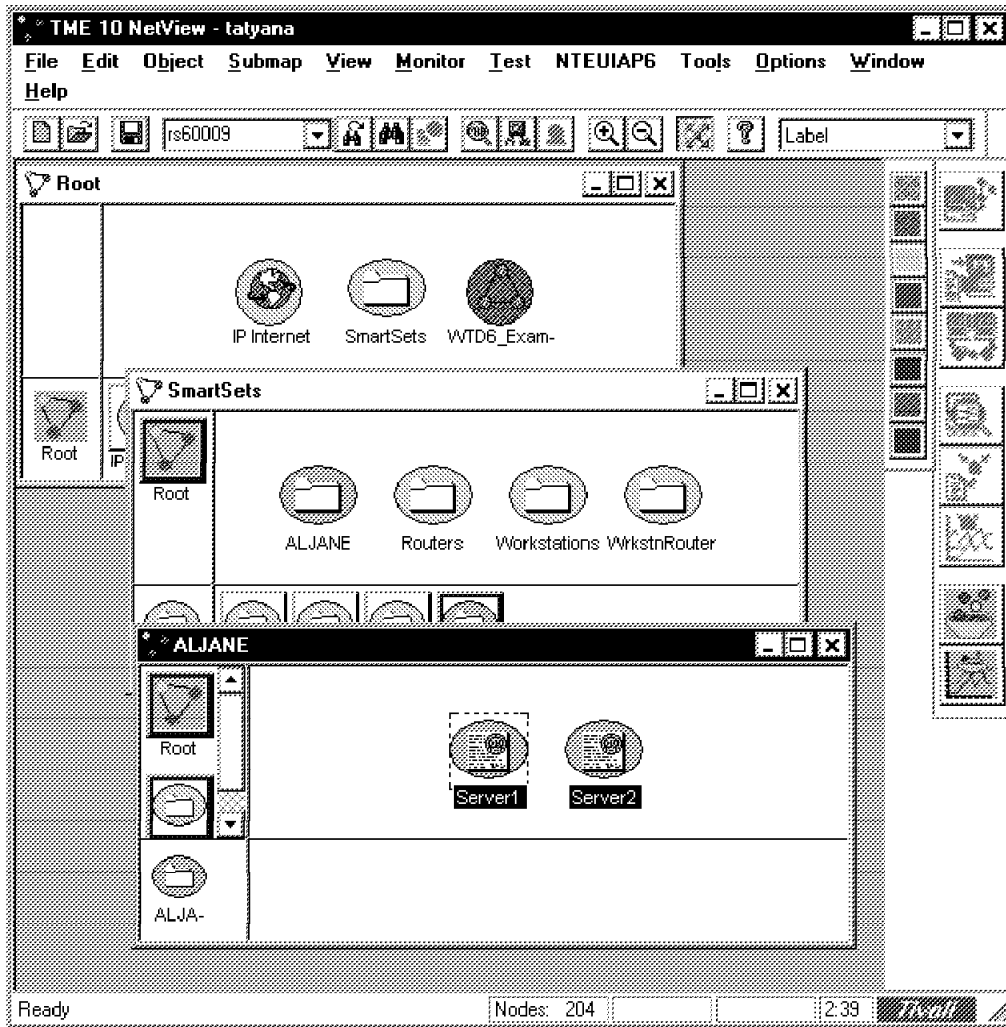 TME 10 NetView - tatyana
File Edit Object Submap View Monitor Test NTEUIAP6 Tools Options Window
Help
rs60009 Label
Root
IP Internet SmartSets WTD6_Exam-
Root IP
SmartSets
Root
ALJANE Routers Workstations WrkstnRouter
ALJANE
Root
Server1 Server2
ALJA-
Ready Nodes: 204 2:39 Tivoli